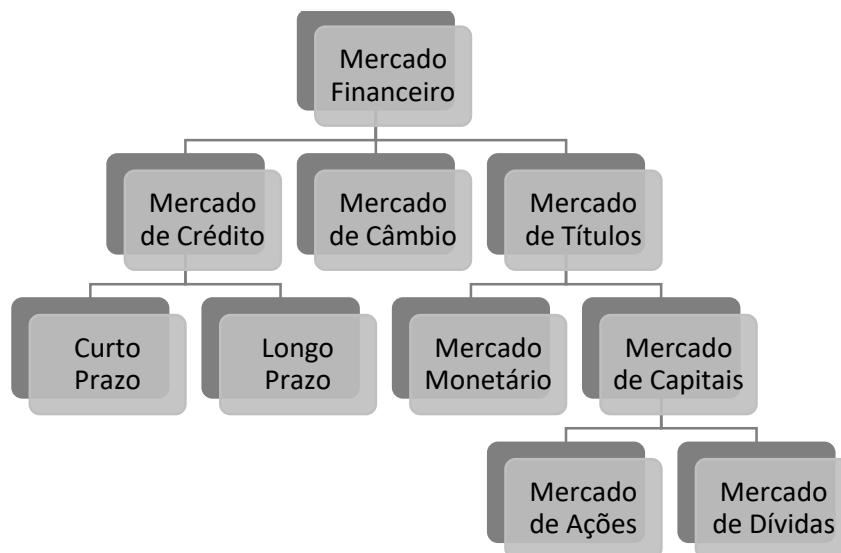 Mercado
Financeiro
Mercado
de Crédito
Mercado
de Câmbio
Mercado
de Títulos
Curto
Prazo
Longo
Prazo
Mercado
Monetário
Mercado
de Capitais
Mercado
de Ações
Mercado
de Dívidas